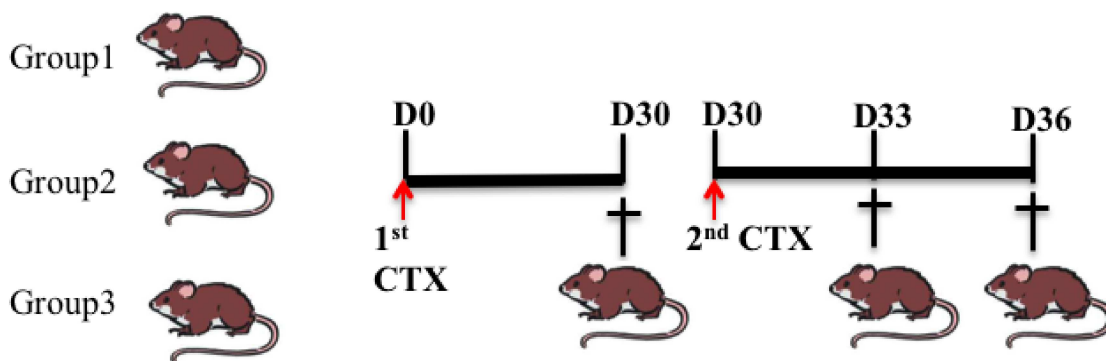 Group1
Group2
Group3
D0
D30
D30
D33
D36
1st
CTX
2nd CTX